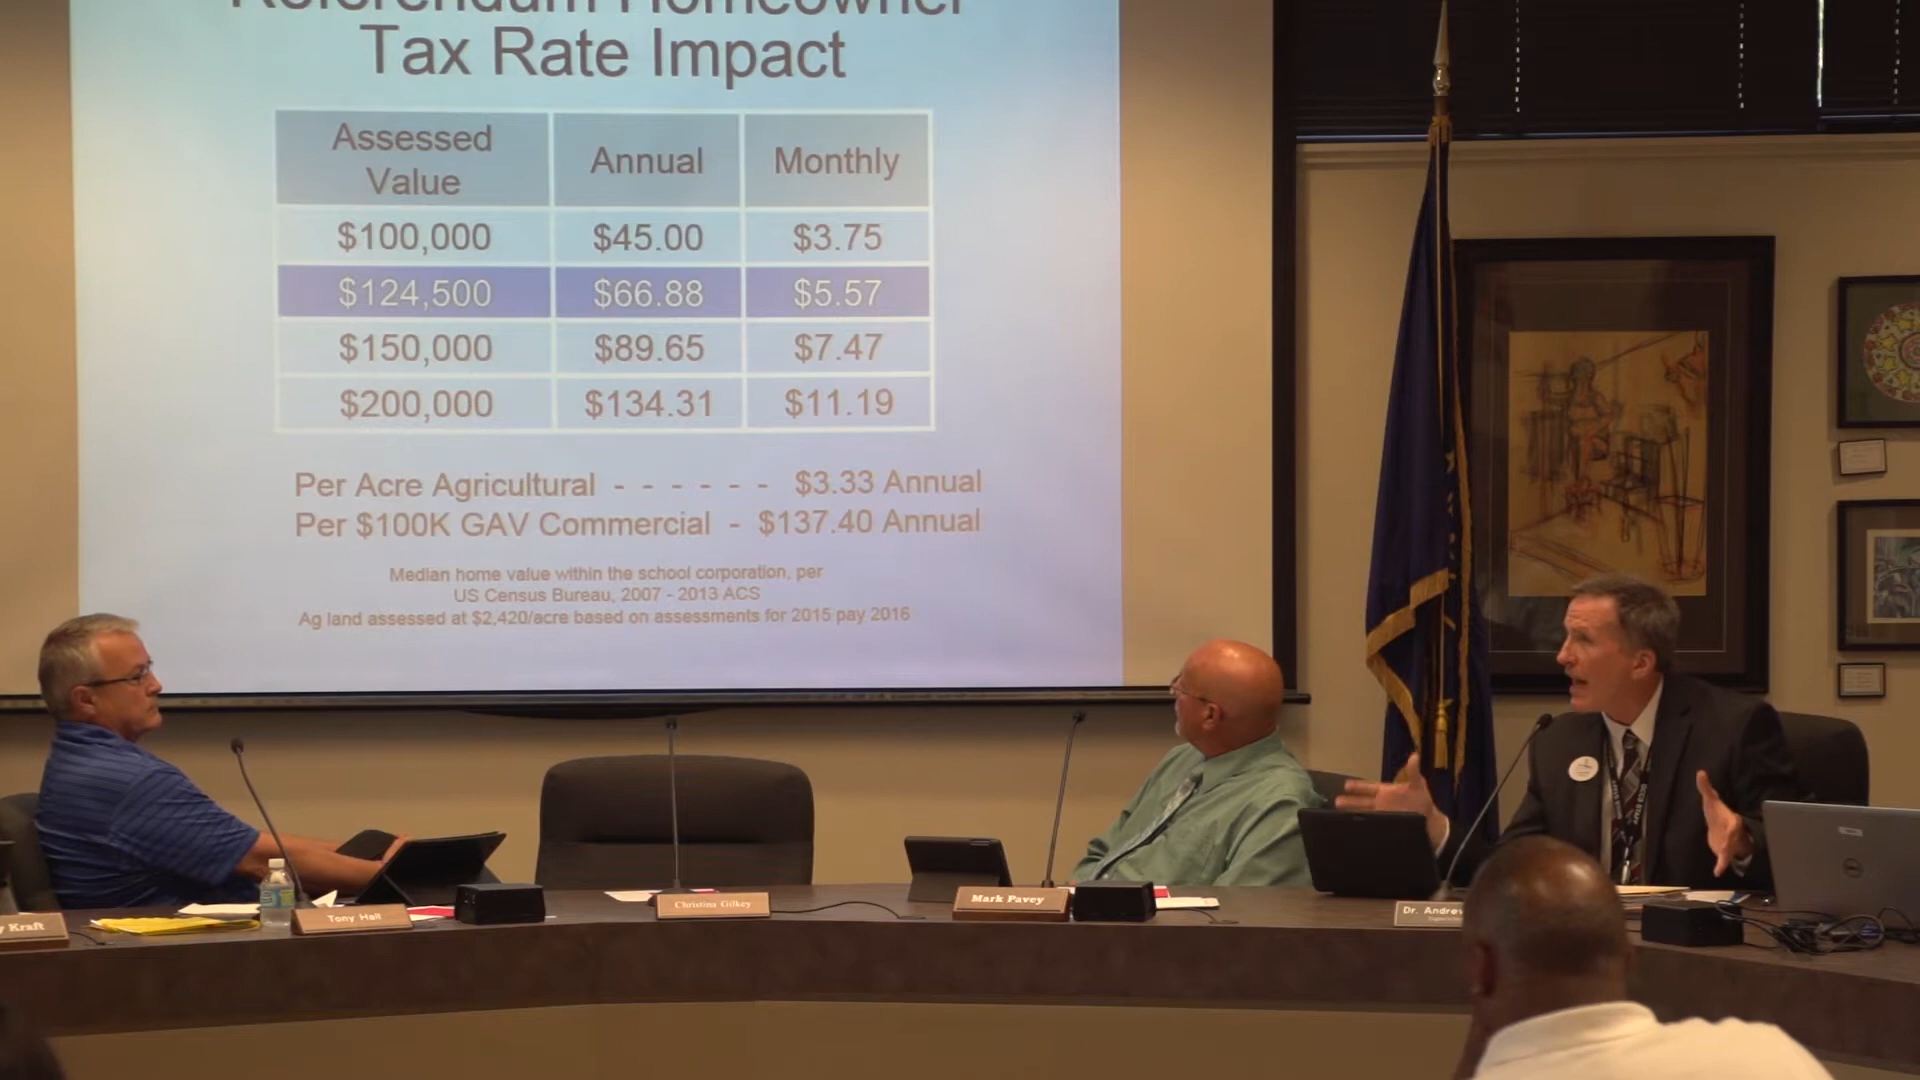 Referendum Homeowner
Tax Rate Impact
Assessed Value Annual Monthly
$100,000 $45.00 $3.75
$124,500 $66.88 $5.57
$150,000 $89.65 $7.47
$200,000 $134.31 $11.19
Per Acre Agricultural - - - - - - $3.33 Annual
Per $100K GAV Commercial - $137.40 Annual
Median home value within the school corporation, per
US Census Bureau, 2007 - 2013 ACS
Ag land assessed at $2,420/acre based on assessments for 2015 pay 2016
y Kraft
Tony Hall
Christina Gilkey
Mark Pavey
Dr. Andrew
DELL